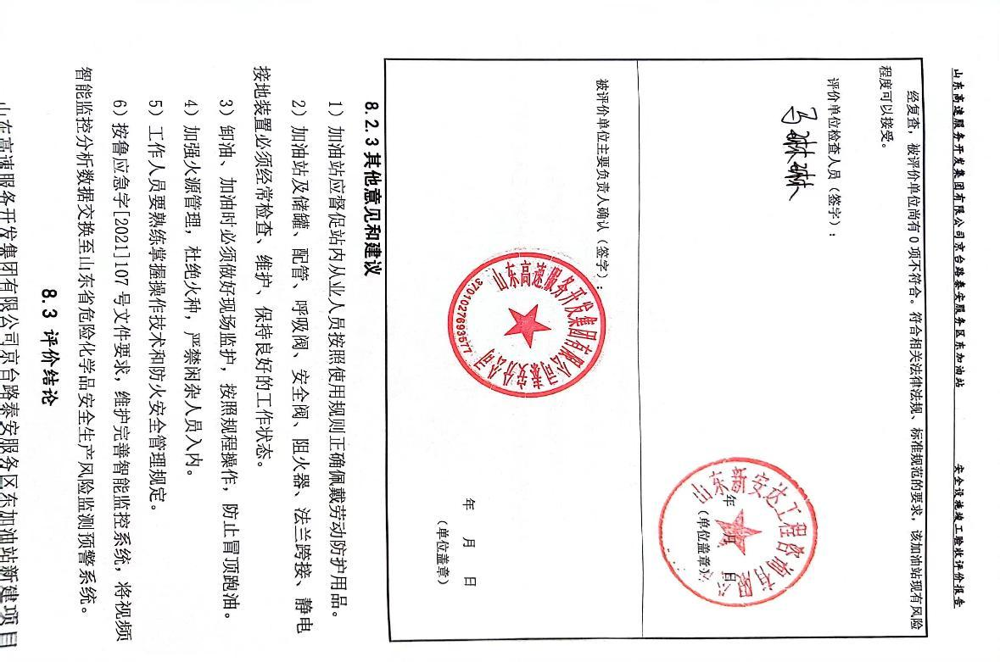 山东高速服务开发集团有限公司京台路泰安服务区东加油站 安全设施竣工验收评价报告
经复查，被评价单位尚有0项不符合。符合相关法律法规、标准规范的要求，该加油站现有风险
程度可以接受。
评价单位检查人员（签字）：
山东新安达工程咨询有限公司
年 月 日
（单位盖章）
被评价单位主要负责人确认（签字）：
山东高速服务开发集团有限公司泰安分公司
3701027693577
年 月 日
（单位盖章）
8.2.3其他意见和建议
1）加油站应督促站内从业人员按照使用规则正确佩戴劳动防护用品。
2）加油站及储罐、配管、呼吸阀、安全阀、阻火器、法兰跨接、静电
接地装置必须经常检查、维护、保持良好的工作状态。
3）卸油、加油时必须做好现场监护，按照规程操作，防止冒顶跑油。
4）加强火源管理，杜绝火种，严禁闲杂人员入内。
5）工作人员要熟练掌握操作技术和防火安全管理规定。
6）按鲁应急字[2021]107号文件要求，维护完善智能监控系统，将视频
智能监控分析数据交换至山东省危险化学品安全生产风险监测预警系统。
8.3 评价结论
山东高速服务开发集团有限公司京台路泰安服务区东加油站新建项目